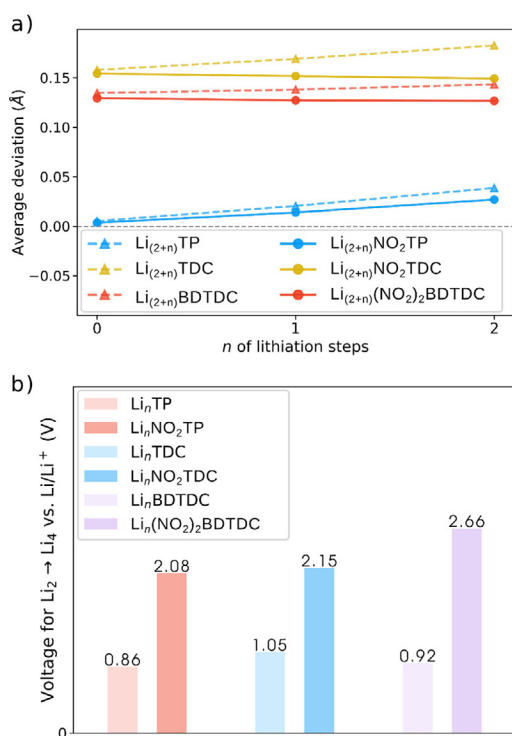 a)
Average deviation (Å)
0.15
0.10
0.05
0.00
−0.05
Li(2+n)TP
Li(2+n)TDC
Li(2+n)BDTDC
Li(2+n)NO2TP
Li(2+n)NO2TDC
Li(2+n)(NO2)2BDTDC
0 1 2
n of lithiation steps
b)
Voltage for Li2 → Li4 vs. Li/Li+ (V)
LinTP
LinNO2TP
LinTDC
LinNO2TDC
LinBDTDC
Lin(NO2)2BDTDC
0.86
2.08
1.05
2.15
0.92
2.66
0